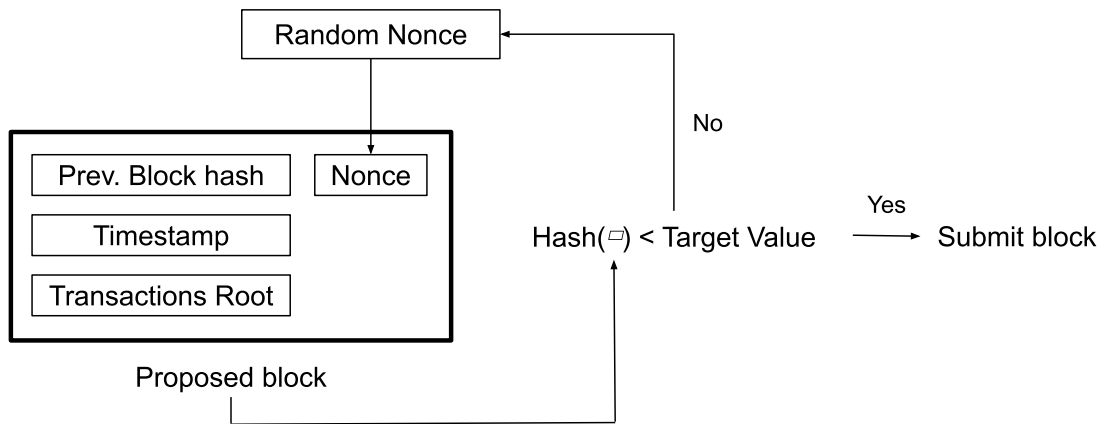 Random Nonce
No
Prev. Block hash
Nonce
Timestamp
Transactions Root
Hash(▱) < Target Value
Yes
Submit block
Proposed block